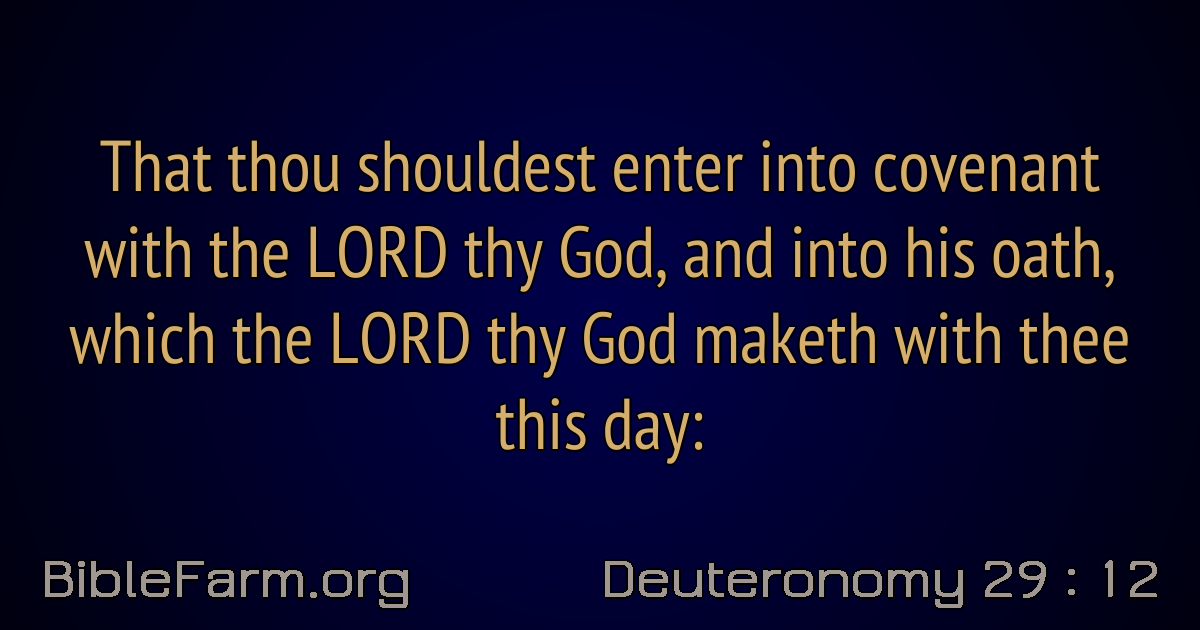 That thou shouldest enter into covenant
with the LORD thy God, and into his oath,
which the LORD thy God maketh with thee
this day:
BibleFarm.org
Deuteronomy 29 : 12